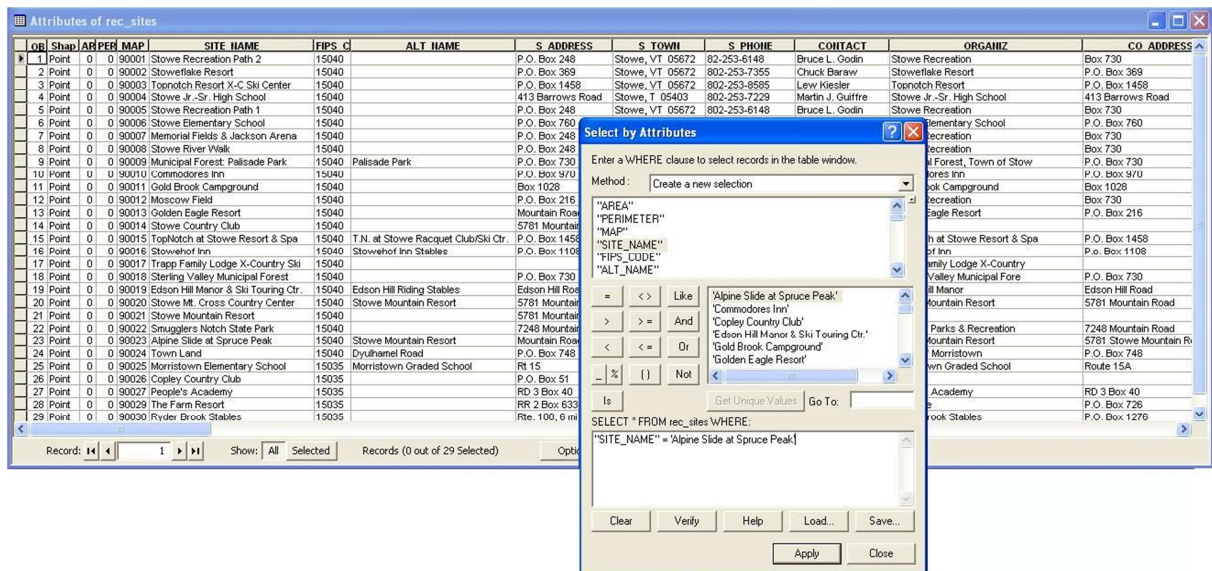 Attributes of rec_sites
OB Shap AR PER MAP SITE NAME FIPS C ALT NAME S ADDRESS S TOWN S PHONE CONTACT ORGANIZ CO ADDRESS
1 Point 0 0 90001 Stowe Recreation Path 2 15040 P.O. Box 248 Stowe, VT 05672 82-253-6148 Bruce L. Godin Stowe Recreation Box 730
2 Point 0 0 90002 Stoweflake Resort 15040 P.O. Box 369 Stowe, VT 05672 802-253-7355 Chuck Baraw Stoweflake Resort P.O. Box 369
3 Point 0 0 90003 Topnotch Resort X-C Ski Center 15040 P.O. Box 1458 Stowe, VT 05672 802-253-8585 Lew Kiesler Topnotch Resort P.O. Box 1458
4 Point 0 0 90004 Stowe Jr.-Sr. High School 15040 413 Barrows Road Stowe, T 05403 802-253-7229 Martin J. Guiffre Stowe Jr.-Sr. High School 413 Barrows Road
5 Point 0 0 90005 Stowe Recreation Path 1 15040 P.O. Box 248 Stowe, VT 05672 802-253-6148 Bruce L. Godin Stowe Recreation Box 730
6 Point 0 0 90006 Stowe Elementary School 15040 P.O. Box 760 Elementary School P.O. Box 760
7 Point 0 0 90007 Memorial Fields & Jackson Arena 15040 P.O. Box 248 Recreation Box 730
8 Point 0 0 90008 Stowe River Walk 15040 P.O. Box 248 Recreation Box 730
9 Point 0 0 90009 Municipal Forest: Palisade Park 15040 Palisade Park P.O. Box 730 l Forest, Town of Stow P.O. Box 730
10 Point 0 0 90010 Commodores Inn 15040 P.O. Box 970 ores Inn P.O. Box 970
11 Point 0 0 90011 Gold Brook Campground 15040 Box 1028 ook Campground Box 1028
12 Point 0 0 90012 Moscow Field 15040 P.O. Box 216 Recreation Box 730
13 Point 0 0 90013 Golden Eagle Resort 15040 Mountain Roa Eagle Resort P.O. Box 216
14 Point 0 0 90014 Stowe Country Club 15040 5781 Mountain
15 Point 0 0 90015 TopNotch at Stowe Resort & Spa 15040 T.N. at Stowe Racquet Club/Ski Ctr. P.O. Box 1458 h at Stowe Resort & Spa P.O. Box 1458
16 Point 0 0 90016 Stowehof Inn 15040 Stowehof Inn Stables P.O. Box 1108 of Inn P.o. Box 1108
17 Point 0 0 90017 Trapp Family Lodge X-Country Ski 15040 amily Lodge X-Country
18 Point 0 0 90018 Sterling Valley Municipal Forest 15040 P.O. Box 730 Valley Municipal Fore P.O. Box 730
19 Point 0 0 90019 Edson Hill Manor & Ski Touring Ctr. 15040 Edson Hill Riding Stables Edson Hill Roa ill Manor Edson Hill Road
20 Point 0 0 90020 Stowe Mt. Cross Country Center 15040 Stowe Mountain Resort 5781 Mountain Mountain Resort 5781 Mountain Road
21 Point 0 0 90021 Stowe Mountain Resort 15040 5781 Mountain
22 Point 0 0 90022 Smugglers Notch State Park 15040 7248 Mountain Parks & Recreation 7248 Mountain Road
23 Point 0 0 90023 Alpine Slide at Spruce Peak 15040 Stowe Mountain Resort Mountain Roa Mountain Resort 5781 Stowe Mountain R
24 Point 0 0 90024 Town Land 15040 Dyulhamel Road P.O. Box 748 Morristown P.O. Box 748
25 Point 0 0 90025 Morristown Elementary School 15035 Morristown Graded School Rt 15 own Graded School Route 15A
26 Point 0 0 90026 Copley Country Club 15035 P.O. Box 51
27 Point 0 0 90027 People's Academy 15035 RD 3 Box 40 Academy RD 3 Box 40
28 Point 0 0 90029 The Farm Resort 15035 RR 2 Box 633 e P.O. Box 726
29 Point 0 0 90030 Ryder Brook Stables 15035 Rte. 100, 6 mi rook Stables P.O. Box 1276
Record: 1 Show: All Selected Records (0 out of 29 Selected) Optio
Select by Attributes
Enter a WHERE clause to select records in the table window.
Method : Create a new selection
"AREA"
"PERIMETER"
"MAP"
"SITE_NAME"
"FIPS_CODE"
"ALT_NAME"
= < > Like
> > = And
< < = Or
_ % ( ) Not
Is
'Alpine Slide at Spruce Peak'
'Commodores Inn'
'Copley Country Club'
'Edson Hill Manor & Ski Touring Ctr.'
'Gold Brook Campground'
'Golden Eagle Resort'
Get Unique Values Go To:
SELECT * FROM rec_sites WHERE:
"SITE_NAME" = 'Alpine Slide at Spruce Peak'
Clear Verify Help Load... Save...
Apply Close